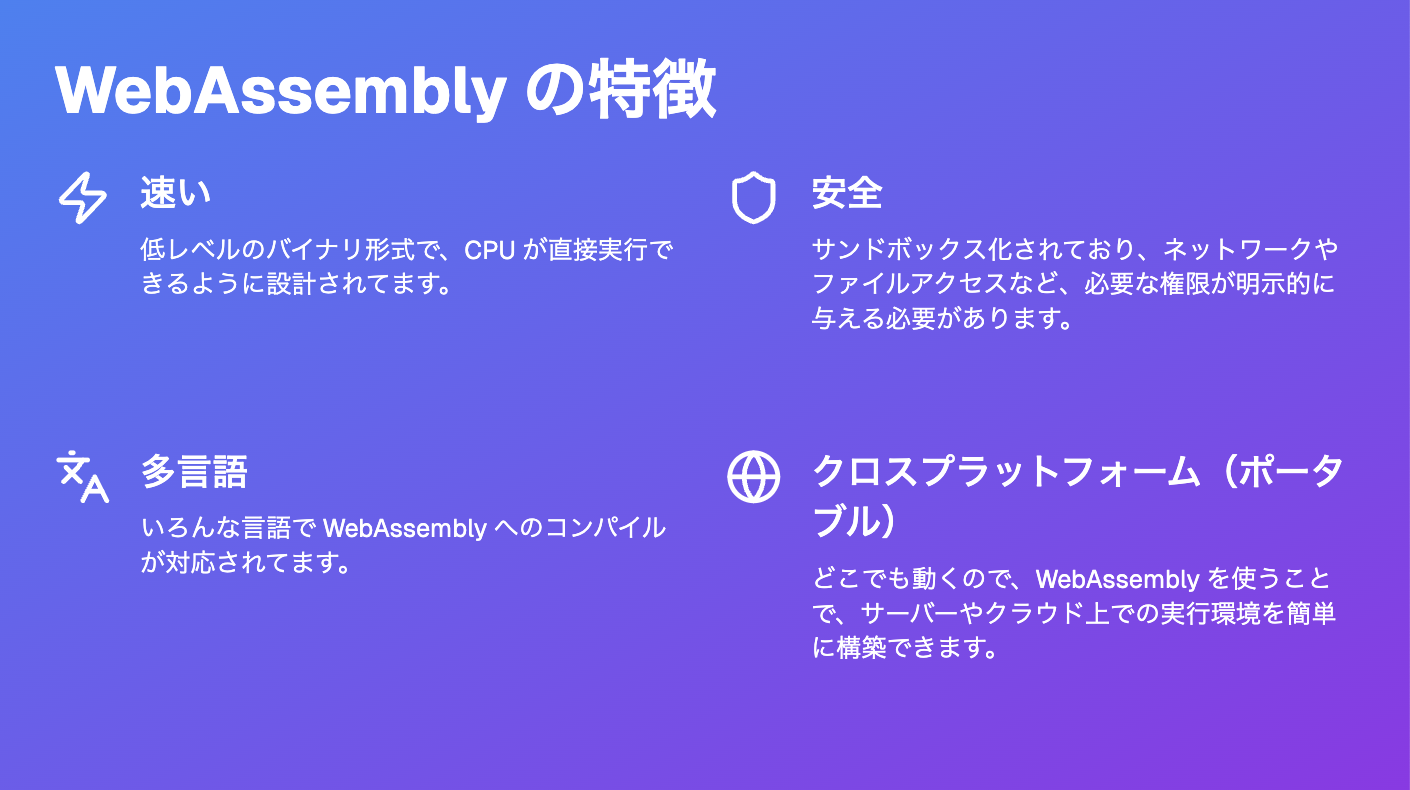 WebAssembly の特徴
速い
低レベルのバイナリ形式で、CPU が直接実行で
きるように設計されてます。
安全
サンドボックス化されており、ネットワークや
ファイルアクセスなど、必要な権限が明示的に
与える必要があります。
多言語
いろんな言語で WebAssembly へのコンパイル
が対応されてます。
クロスプラットフォーム（ポータ
ブル）
どこでも動くので、WebAssembly を使うこと
で、サーバーやクラウド上での実行環境を簡単
に構築できます。